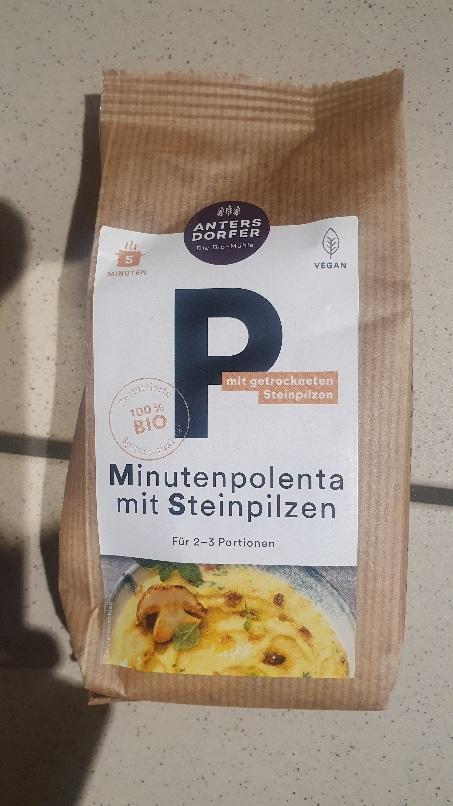 ANTERS
DORFER
Die Bio-Mühle
5
MINUTEN
VEGAN
P
mit getrockneten
Steinpilzen
100%
BIO
Minutenpolenta
mit Steinpilzen
Für 2–3 Portionen
Serviervorschlag